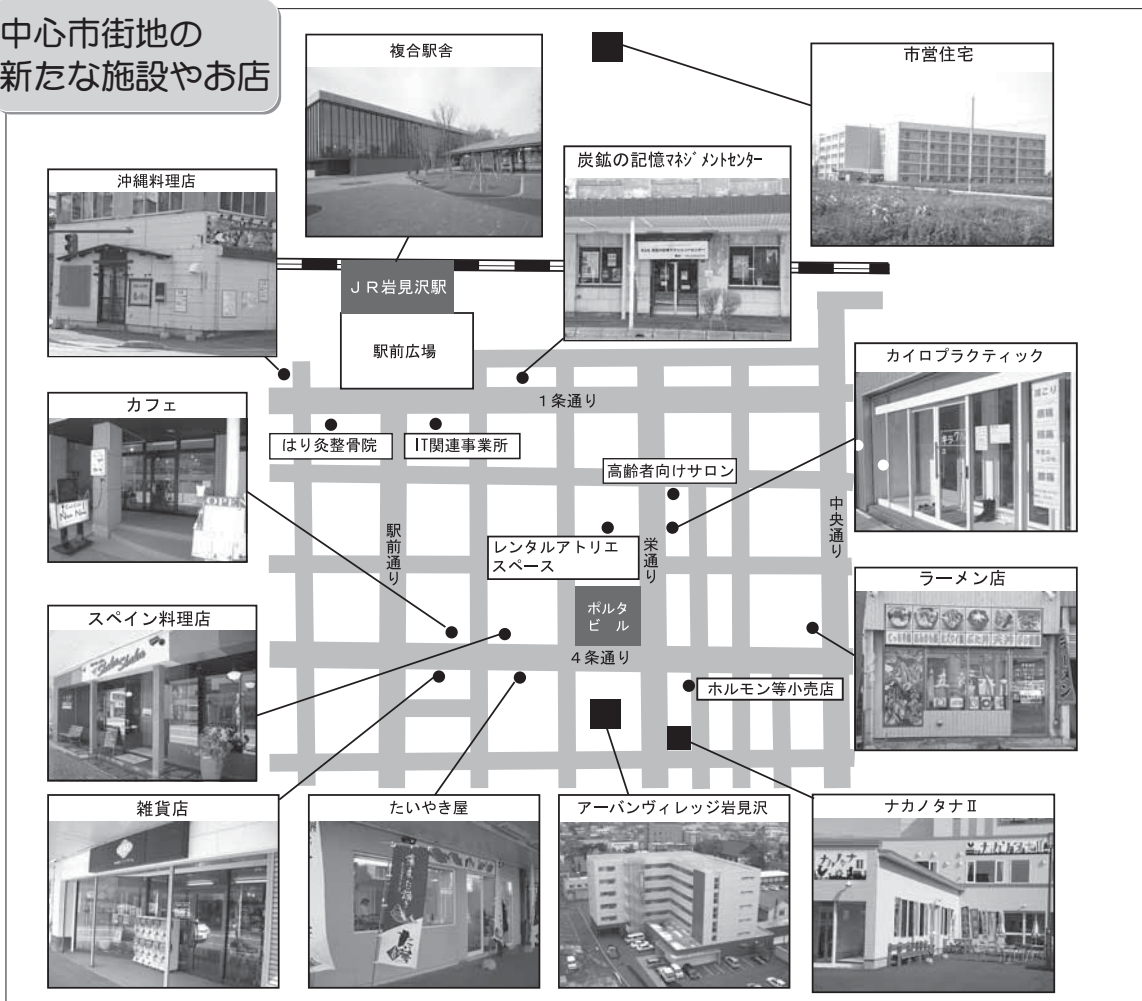 中心市街地の
新たな施設やお店
複合駅舎
市営住宅
炭鉱の記憶マネジメントセンター
沖縄料理店
JR岩見沢駅
駅前広場
カイロプラクティック
カフェ
1条通り
はり灸整骨院
IT関連事業所
高齢者向けサロン
駅前通り
レンタルアトリエ
スペース
栄通り
中央通り
ラーメン店
スペイン料理店
ポルタ
ビル
4条通り
ホルモン等小売店
雑貨店
たいやき屋
アーバンヴィレッジ岩見沢
ナカノタナⅡ
OPEN